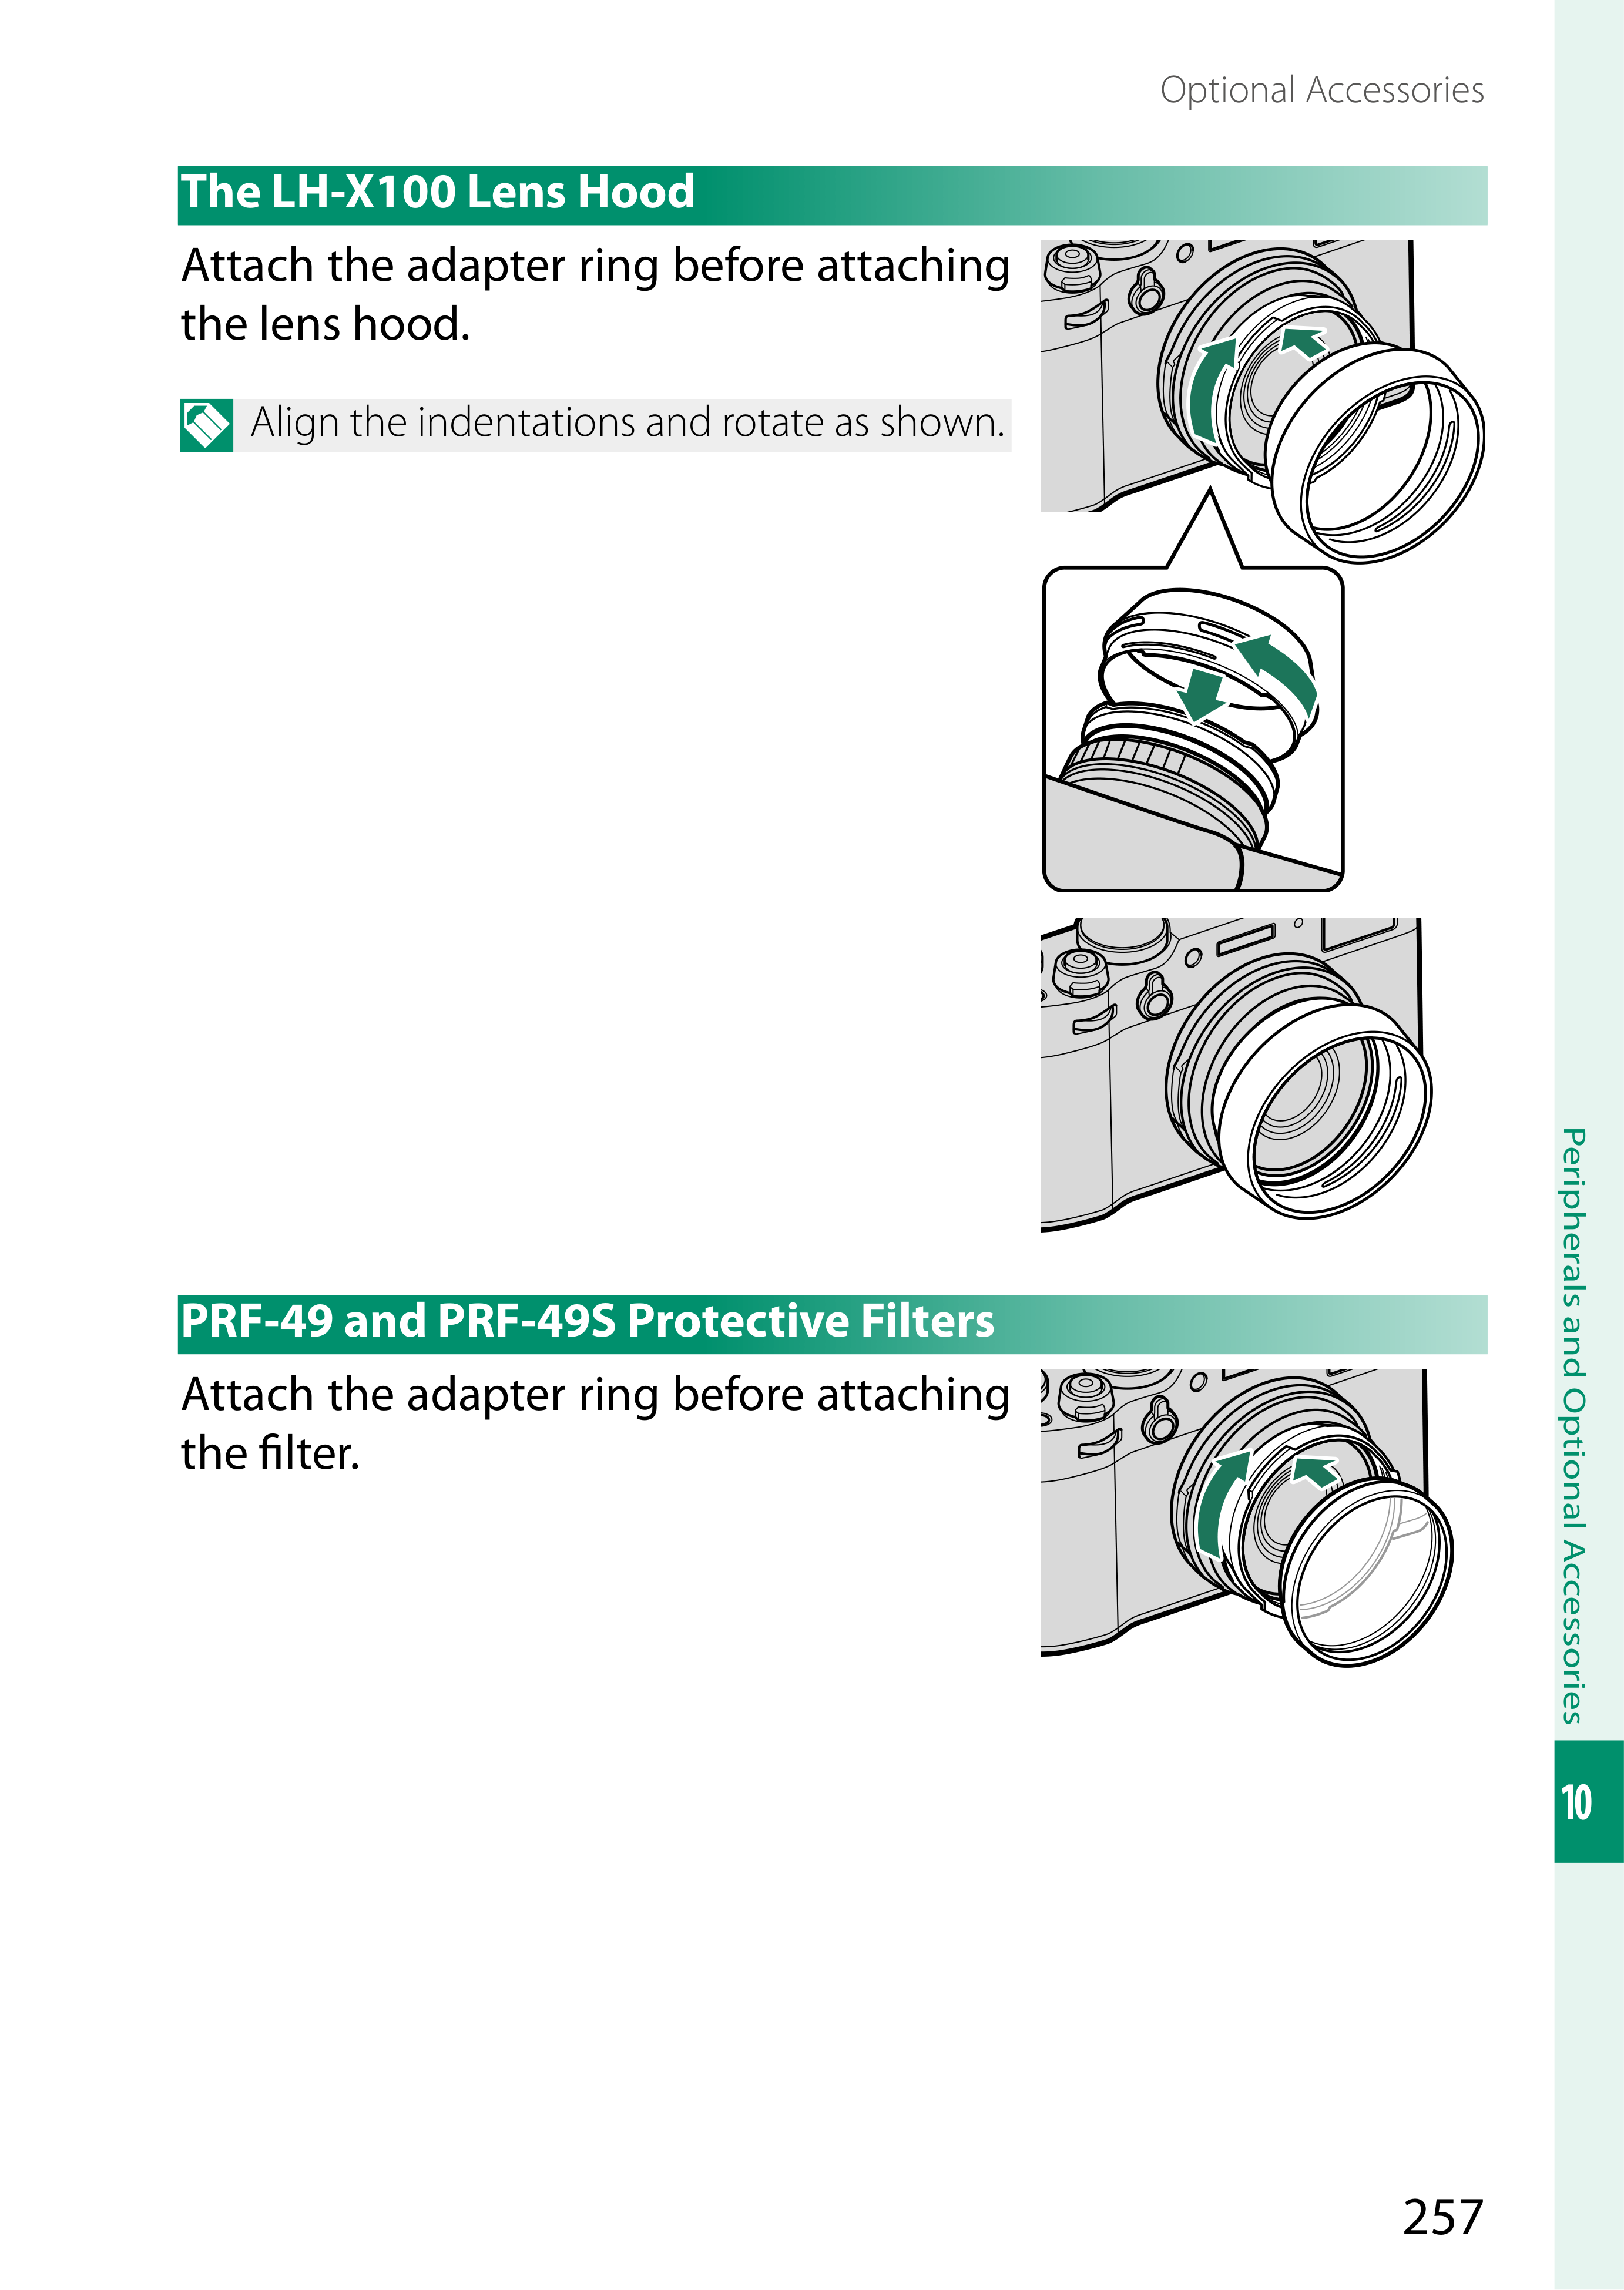 Optional Accessories
The LH-X100 Lens Hood
Attach the adapter ring before attaching
the lens hood.
Align the indentations and rotate as shown.
PRF-49 and PRF-49S Protective Filters
Attach the adapter ring before attaching
the filter.
Peripherals and Optional Accessories
10
257